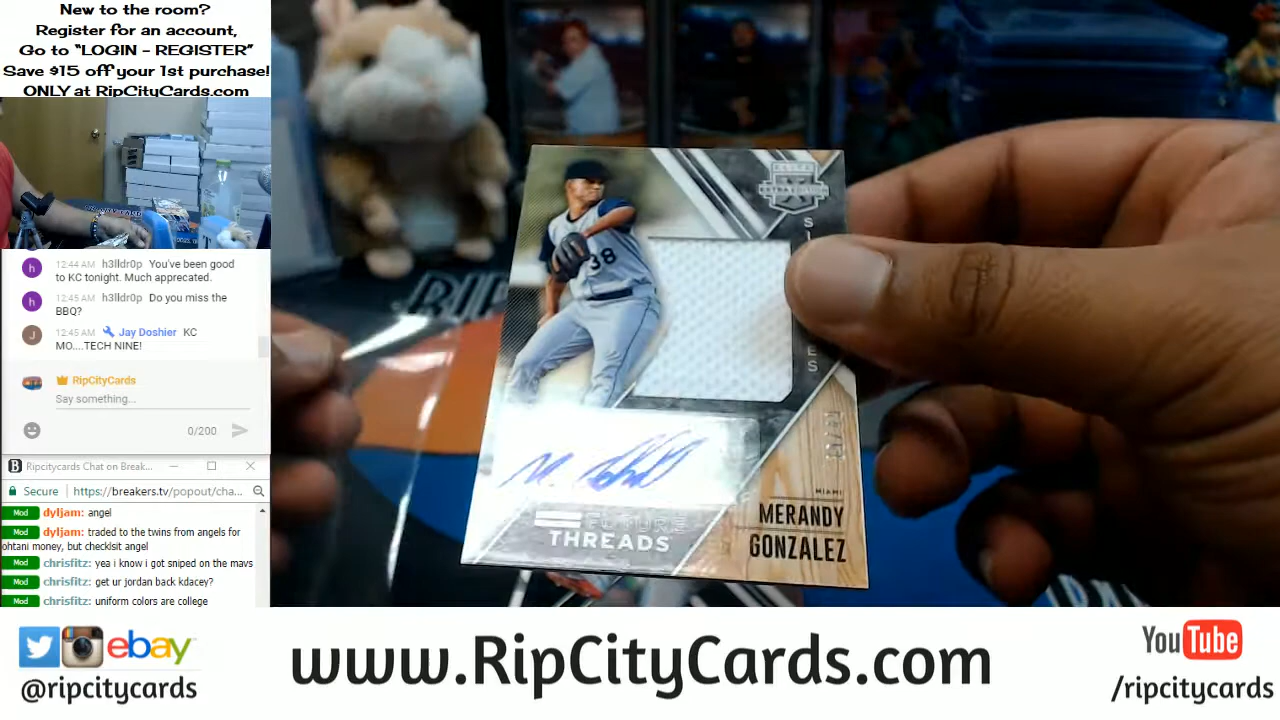 New to the room?
Register for an account,
Go to “LOGIN - REGISTER”
Save $15 off your 1st purchase!
ONLY at RipCityCards.com
h
12:44 AM h3lldr0p You've been good
to KC tonight. Much apprecated.
h
12:45 AM h3lldr0p Do you miss the
BBQ?
J
12:45 AM Jay Doshier KC
MO....TECH NINE!
RipCityCards
Say something...
0/200
B Ripcitycards Chat on Break...
Secure https://breakers.tv/popout/cha...
Mod dyljam: angel
Mod dyljam: traded to the twins from angels for
ohtani money, but checklsit angel
Mod chrisfitz: yea i know i got sniped on the mavs
Mod chrisfitz: get ur jordan back kdacey?
Mod chrisfitz: uniform colors are college
RIP
38
FUTURE
THREADS
MIAMI
MERANDY
GONZALEZ
ebay
@ripcitycards
www.RipCityCards.com
YouTube
/ripcitycards